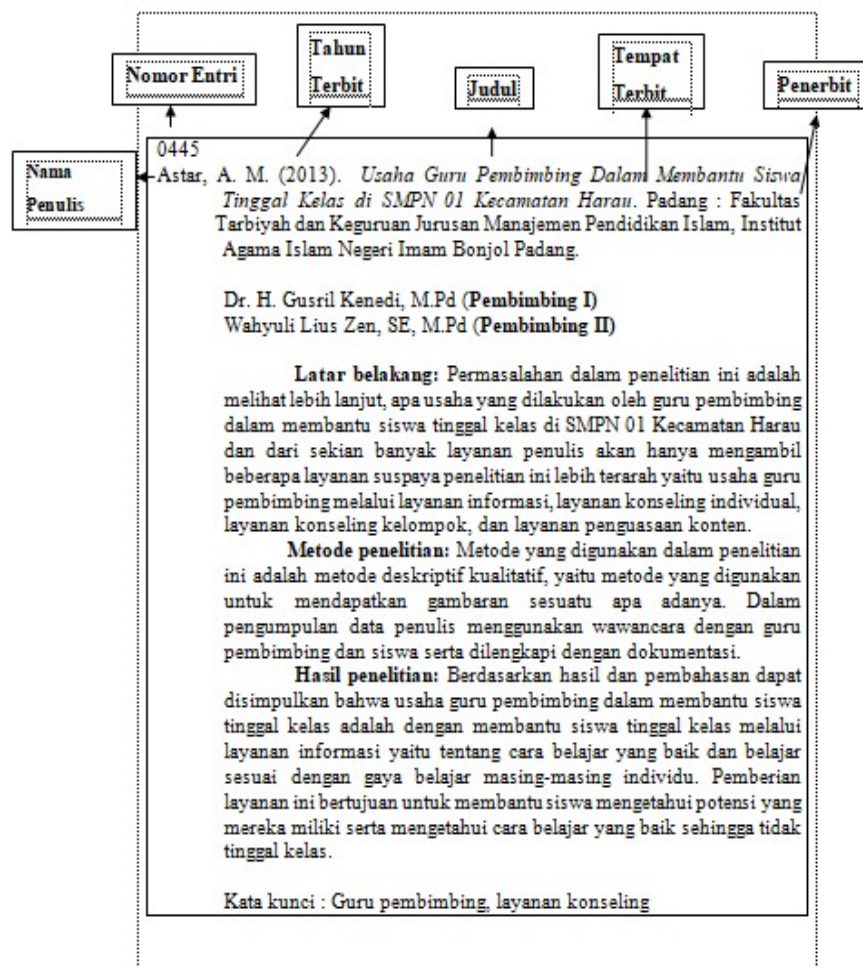 Nomor Entri
Tahun
Terbit
Judul
Tempat
Terbit
Penerbit
Nama
Penulis
0445
Astar, A. M. (2013). Usaha Guru Pembimbing Dalam Membantu Siswa
Tinggal Kelas di SMPN 01 Kecamatan Harau. Padang : Fakultas
Tarbiyah dan Keguruan Jurusan Manajemen Pendidikan Islam, Institut
Agama Islam Negeri Imam Bonjol Padang.
Dr. H. Gusril Kenedi, M.Pd (Pembimbing I)
Wahyuli Lius Zen, SE, M.Pd (Pembimbing II)
Latar belakang: Permasalahan dalam penelitian ini adalah
melihat lebih lanjut, apa usaha yang dilakukan oleh guru pembimbing
dalam membantu siswa tinggal kelas di SMPN 01 Kecamatan Harau
dan dari sekian banyak layanan penulis akan hanya mengambil
beberapa layanan suspaya penelitian ini lebih terarah yaitu usaha guru
pembimbing melalui layanan informasi, layanan konseling individual,
layanan konseling kelompok, dan layanan penguasaan konten.
Metode penelitian: Metode yang digunakan dalam penelitian
ini adalah metode deskriptif kualitatif, yaitu metode yang digunakan
untuk mendapatkan gambaran sesuatu apa adanya. Dalam
pengumpulan data penulis menggunakan wawancara dengan guru
pembimbing dan siswa serta dilengkapi dengan dokumentasi.
Hasil penelitian: Berdasarkan hasil dan pembahasan dapat
disimpulkan bahwa usaha guru pembimbing dalam membantu siswa
tinggal kelas adalah dengan membantu siswa tinggal kelas melalui
layanan informasi yaitu tentang cara belajar yang baik dan belajar
sesuai dengan gaya belajar masing-masing individu. Pemberian
layanan ini bertujuan untuk membantu siswa mengetahui potensi yang
mereka miliki serta mengetahui cara belajar yang baik sehingga tidak
tinggal kelas.
Kata kunci : Guru pembimbing, layanan konseling